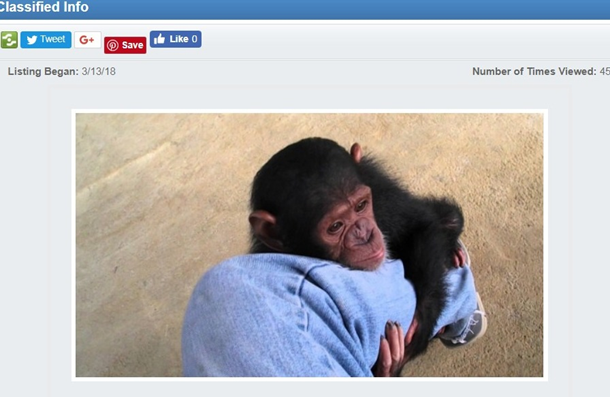 Classified Info
Tweet G+ Save Like 0
Listing Began: 3/13/18 Number of Times Viewed: 45